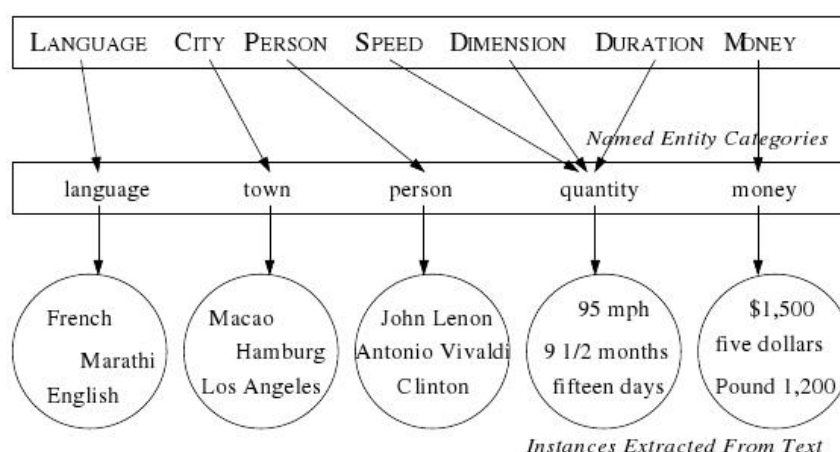 LANGUAGE CITY PERSON SPEED DIMENSION DURATION MONEY
Named Entity Categories
language town person quantity money
French
Marathi
English
Macao
Hamburg
Los Angeles
John Lenon
Antonio Vivaldi
Clinton
95 mph
9 1/2 months
fifteen days
$1,500
five dollars
Pound 1,200
Instances Extracted From Text